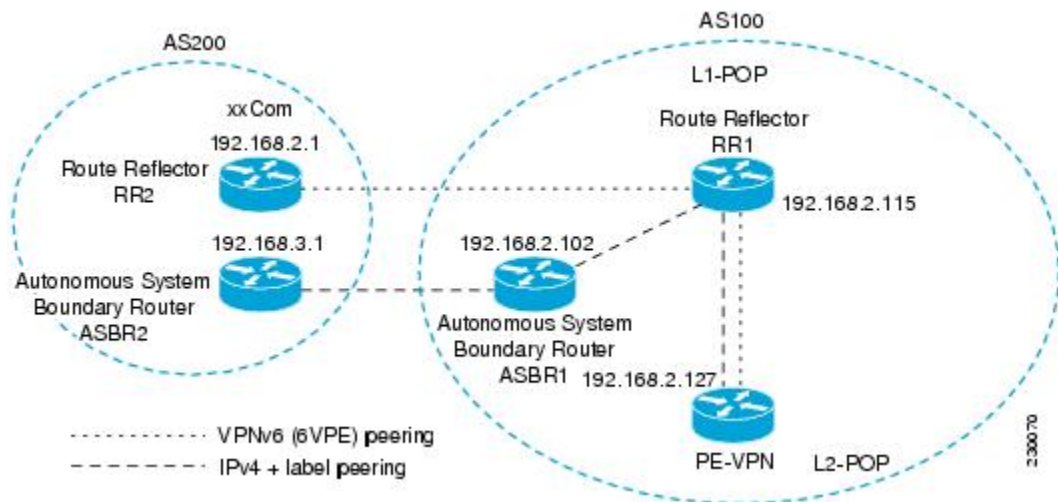 AS200
xxCom
192.168.2.1
Route Reflector
RR2
192.168.3.1
Autonomous System
Boundary Router
ASBR2
AS100
L1-POP
Route Reflector
RR1
192.168.2.115
192.168.2.102
Autonomous System
Boundary Router
ASBR1
192.168.2.127
PE-VPN
L2-POP
VPNv6 (6VPE) peering
IPv4 + label peering
230070